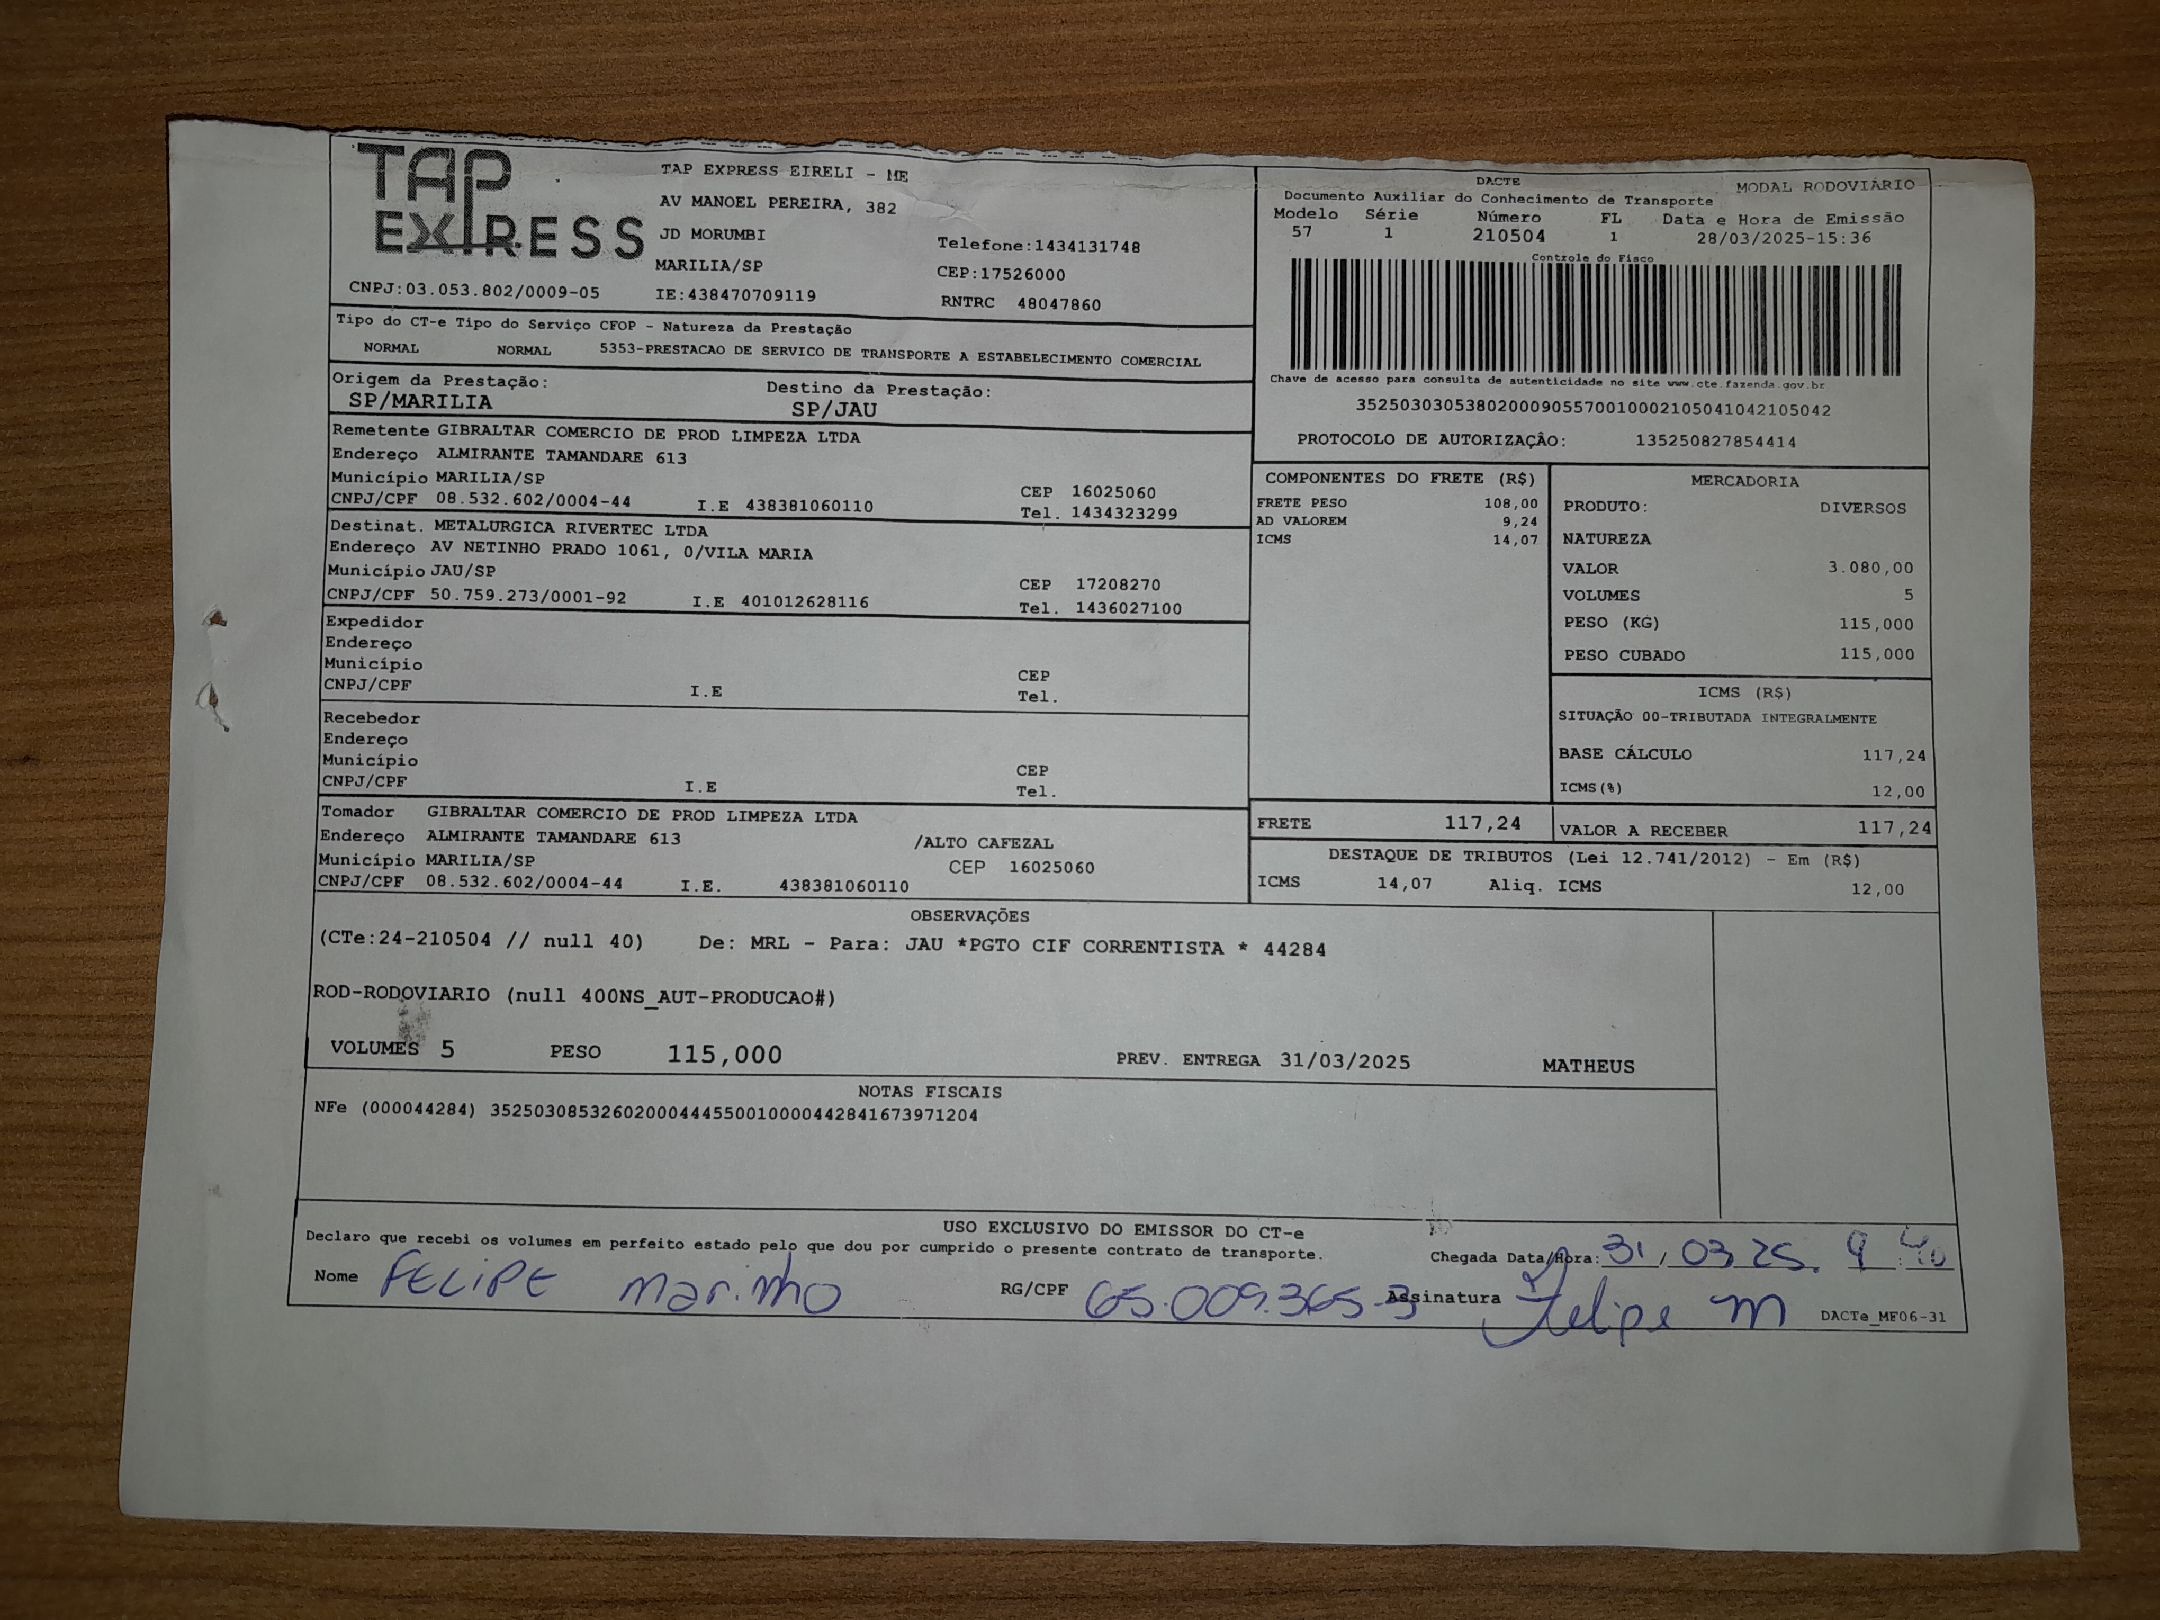 TAP
EXPRESS
TAP EXPRESS EIRELI - ME
AV MANOEL PEREIRA, 382
JD MORUMBI
Telefone:1434131748
MARILIA/SP
CEP:17526000
CNPJ:03.053.802/0009-05
IE:438470709119
RNTRC 48047860
DACTE
MODAL RODOVIÁRIO
Documento Auxiliar do Conhecimento de Transporte
Modelo Série Número FL Data e Hora de Emissão
57 1 210504 1 28/03/2025-15:36
Controle do Fisco
Chave de acesso para consulta de autenticidade no site www.cte.fazenda.gov.br
35250303053802000905570010002105041042105042
PROTOCOLO DE AUTORIZAÇÃO: 135250827854414
Tipo do CT-e Tipo do Serviço CFOP - Natureza da Prestação
NORMAL NORMAL 5353-PRESTACAO DE SERVICO DE TRANSPORTE A ESTABELECIMENTO COMERCIAL
Origem da Prestação: Destino da Prestação:
SP/MARILIA SP/JAU
Remetente GIBRALTAR COMERCIO DE PROD LIMPEZA LTDA
Endereço ALMIRANTE TAMANDARE 613
Município MARILIA/SP CEP 16025060
CNPJ/CPF 08.532.602/0004-44 I.E 438381060110 Tel. 1434323299
Destinat. METALURGICA RIVERTEC LTDA
Endereço AV NETINHO PRADO 1061, 0/VILA MARIA
Município JAU/SP CEP 17208270
CNPJ/CPF 50.759.273/0001-92 I.E 401012628116 Tel. 1436027100
Expedidor
Endereço
Município CEP
CNPJ/CPF I.E Tel.
Recebedor
Endereço
Município CEP
CNPJ/CPF I.E Tel.
Tomador GIBRALTAR COMERCIO DE PROD LIMPEZA LTDA
Endereço ALMIRANTE TAMANDARE 613 /ALTO CAFEZAL
Município MARILIA/SP CEP 16025060
CNPJ/CPF 08.532.602/0004-44 I.E. 438381060110
COMPONENTES DO FRETE (R$)
FRETE PESO 108,00
AD VALOREM 9,24
ICMS 14,07
MERCADORIA
PRODUTO: DIVERSOS
NATUREZA
VALOR 3.080,00
VOLUMES 5
PESO (KG) 115,000
PESO CUBADO 115,000
ICMS (R$)
SITUAÇÃO 00-TRIBUTADA INTEGRALMENTE
BASE CÁLCULO 117,24
ICMS(%) 12,00
FRETE 117,24 VALOR A RECEBER 117,24
DESTAQUE DE TRIBUTOS (Lei 12.741/2012) - Em (R$)
ICMS 14,07 Aliq. ICMS 12,00
OBSERVAÇÕES
(CTe:24-210504 // null 40) De: MRL - Para: JAU *PGTO CIF CORRENTISTA * 44284
ROD-RODOVIARIO (null 400NS_AUT-PRODUCAO#)
VOLUMES 5 PESO 115,000 PREV. ENTREGA 31/03/2025 MATHEUS
NOTAS FISCAIS
NFe (000044284) 35250308532602000444550010000442841673971204
USO EXCLUSIVO DO EMISSOR DO CT-e
Declaro que recebi os volumes em perfeito estado pelo que dou por cumprido o presente contrato de transporte.
Chegada Data/Hora: 31/03 25. 9:40
Nome FELIPE Marinho RG/CPF 65.009.365-3 Assinatura Felipe M
DACTe_MF06-31